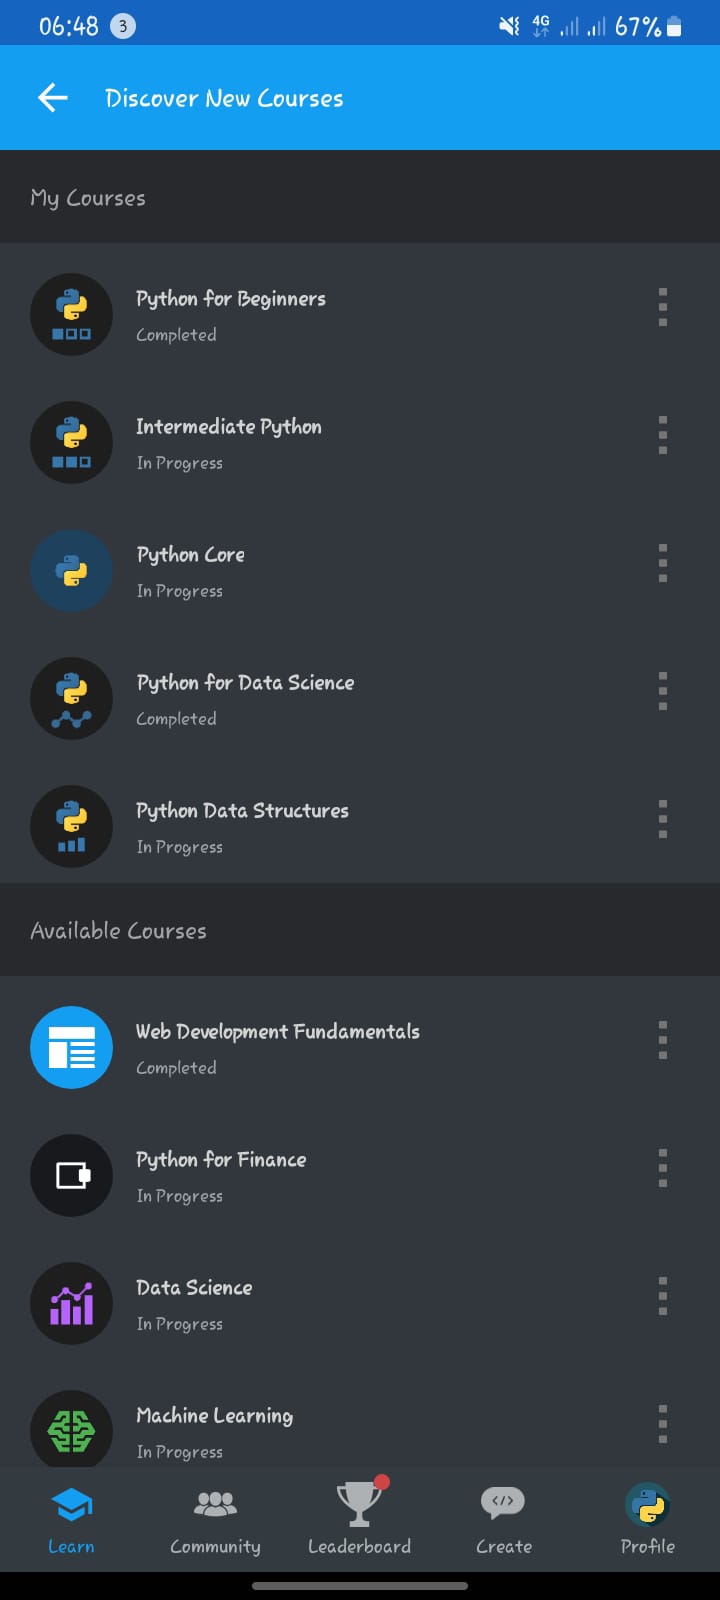 06:48 3 4G 67%
Discover New Courses
My Courses
Python for Beginners
Completed
Intermediate Python
In Progress
Python Core
In Progress
Python for Data Science
Completed
Python Data Structures
In Progress
Available Courses
Web Development Fundamentals
Completed
Python for Finance
In Progress
Data Science
In Progress
Machine Learning
In Progress
Learn Community Leaderboard Create Profile